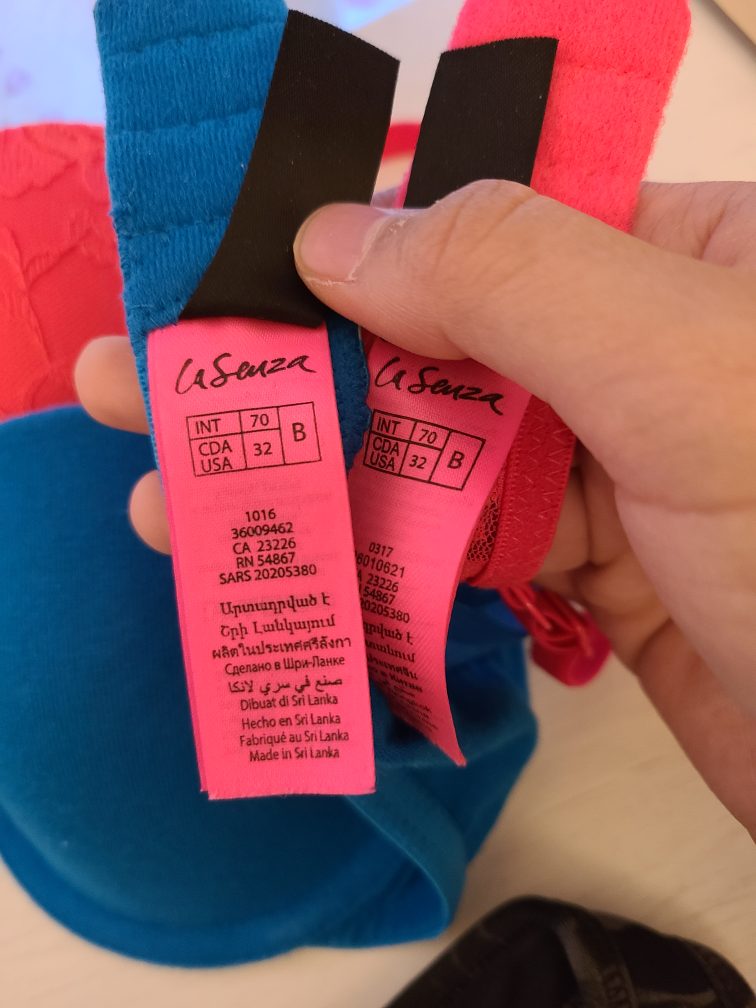 La Senza
INT 70 B
CDA USA 32
1016
36009462
CA 23226
RN 54867
SARS 20205380
Արտադրված է
Շրի Լանկայում
ผลิตในประเทศศรีลังกา
Сделано в Шри-Ланке
صنع في سري لانكا
Dibuat di Sri Lanka
Hecho en Sri Lanka
Fabriqué au Sri Lanka
Made in Sri Lanka
La Senza
INT 70 B
CDA USA 32
0317
23226
54867
20205380